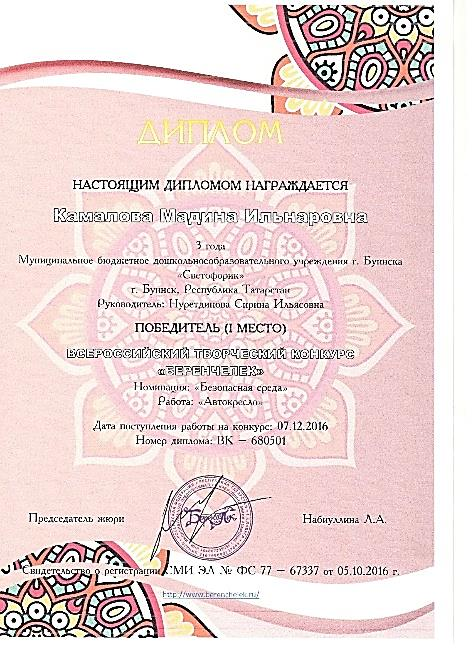 ДИПЛОМ
НАСТОЯЩИМ ДИПЛОМОМ НАГРАЖДАЕТСЯ
Камалова Мадина Ильнаровна
3 года
Муниципальное бюджетное дошкольнообразовательного учреждения г. Буинска
«Светофорик»
г. Буинск, Республика Татарстан
Руководитель: Нуретдинова Сирина Ильясовна
ПОБЕДИТЕЛЬ (I МЕСТО)
ВСЕРОССИЙСКИЙ ТВОРЧЕСКИЙ КОНКУРС
«БЕРЕНЧЕЛЕК»
Номинация: «Безопасная среда»
Работа: «Автокресло»
Дата поступления работы на конкурс: 07.12.2016
Номер диплома: ВК – 680501
Председатель жюри Набиуллина Л.А.
Свидетельство о регистрации СМИ ЭЛ № ФС 77 – 67337 от 05.10.2016 г.
http://www.berenchelek.ru/